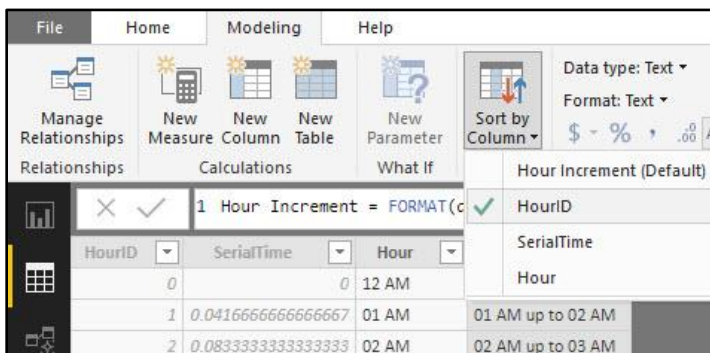 File Home Modeling Help
Manage Relationships
New Measure
New Column
New Table
New Parameter
Sort by Column
Data type: Text
Format: Text
$ - % , .00
Relationships Calculations What If
Hour Increment (Default)
HourID
SerialTime
Hour
1 Hour Increment = FORMAT(
HourID SerialTime Hour
0 0 12 AM
1 0.0416666666666667 01 AM 01 AM up to 02 AM
2 0.0833333333333333 02 AM 02 AM up to 03 AM